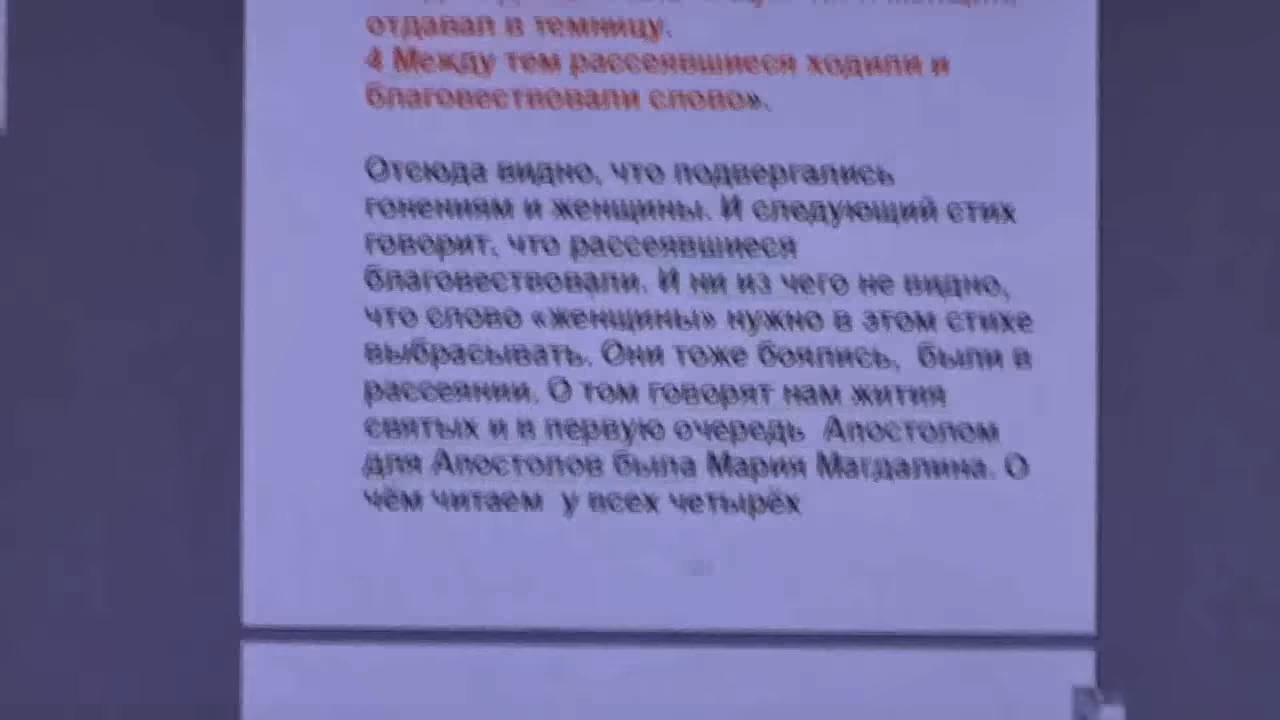 отдавал в темницу.
4 Между тем рассеявшиеся ходили и
благовествовали слово».
Отсюда видно, что подвергались
гонениям и женщины. И следующий стих
говорит, что рассеявшиеся
благовествовали. И ни из чего не видно,
что слово «женщины» нужно в этом стихе
выбрасывать. Они тоже боялись, были в
рассеянии. О том говорят нам жития
святых и в первую очередь Апостолом
для Апостолов была Мария Магдалина. О
чём читаем у всех четырёх